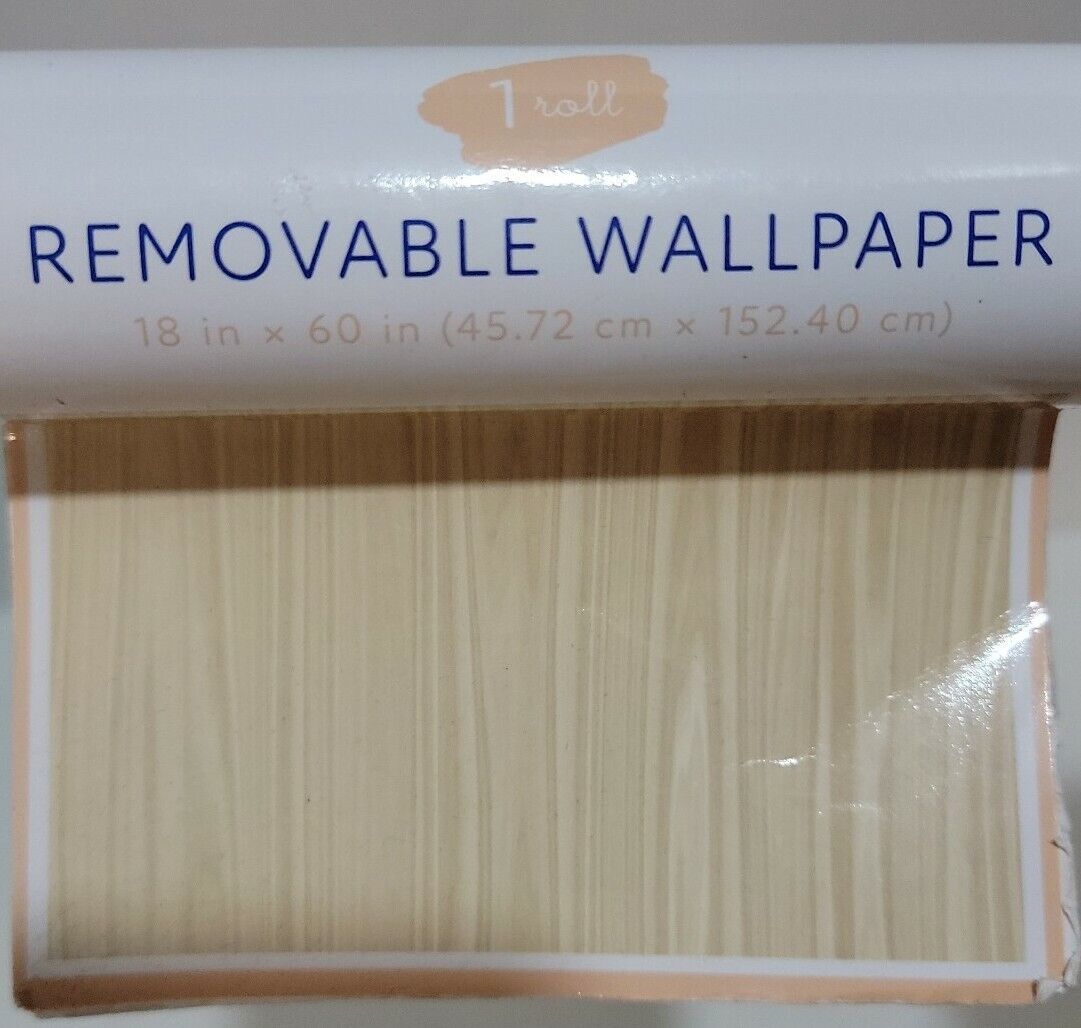 1 roll
REMOVABLE WALLPAPER
18 in x 60 in (45.72 cm x 152.40 cm)